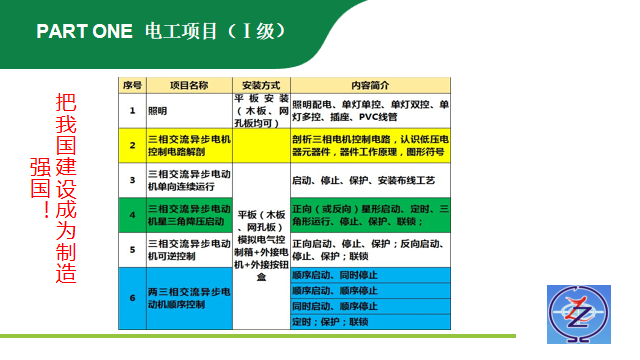 PART ONE 电工项目（Ⅰ级）
把我国建设成为制造
强国！
序号 项目名称 安装方式 内容简介
1 照明 平板安装（木板、网孔板均可） 照明配电、单灯单控、单灯双控、单灯多控、插座、PVC线管
2 三相交流异步电机控制电路解剖 剖析三相电机控制电路，认识低压电器元器件，器件工作原理，图形符号
3 三相交流异步电动机单向连续运行 启动、停止、保护、安装布线工艺
4 三相交流异步电动机星三角降压启动 正向（或反向）星形启动、定时、三角形运行、停止、保护、联锁；
平板（木板、网孔板）模拟电气控制箱+外接电机+外接按钮盒
5 三相交流异步电动机可逆控制 正向启动、停止、保护；反向启动、停止、保护；联锁
6 两三相交流异步电动机顺序控制 顺序启动、同时停止
顺序启动、顺序停止
同时启动、顺序停止
定时；保护；联锁